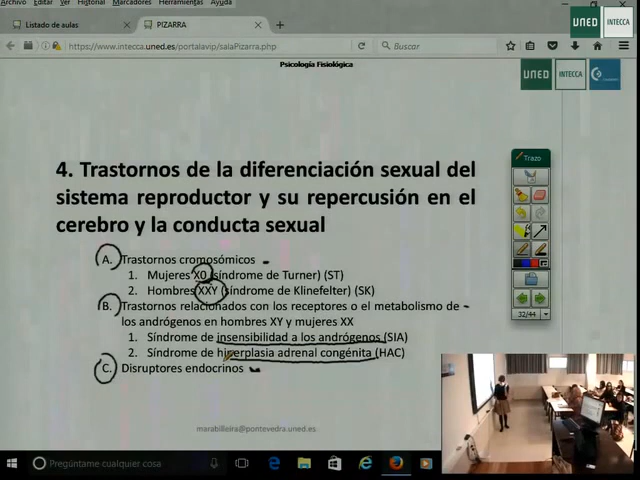 Archivo Editar Ver Historial Marcadores Herramientas Ayuda
Listado de aulas
PIZARRA
https://www.intecca.uned.es/portalavip/salaPizarra.php
Buscar
UNED INTECCA
Psicología Fisiológica
UNED INTECCA
4. Trastornos de la diferenciación sexual del
sistema reproductor y su repercusión en el
cerebro y la conducta sexual
A. Trastornos cromosómicos
1. Mujeres X0 (síndrome de Turner) (ST)
2. Hombres XXY (síndrome de Klinefelter) (SK)
B. Trastornos relacionados con los receptores o el metabolismo de
los andrógenos en hombres XY y mujeres XX
1. Síndrome de insensibilidad a los andrógenos (SIA)
2. Síndrome de hiperplasia adrenal congénita (HAC)
C. Disruptores endocrinos
Trazo
32/44
marabilleira@pontevedra.uned.es
Pregúntame cualquier cosa